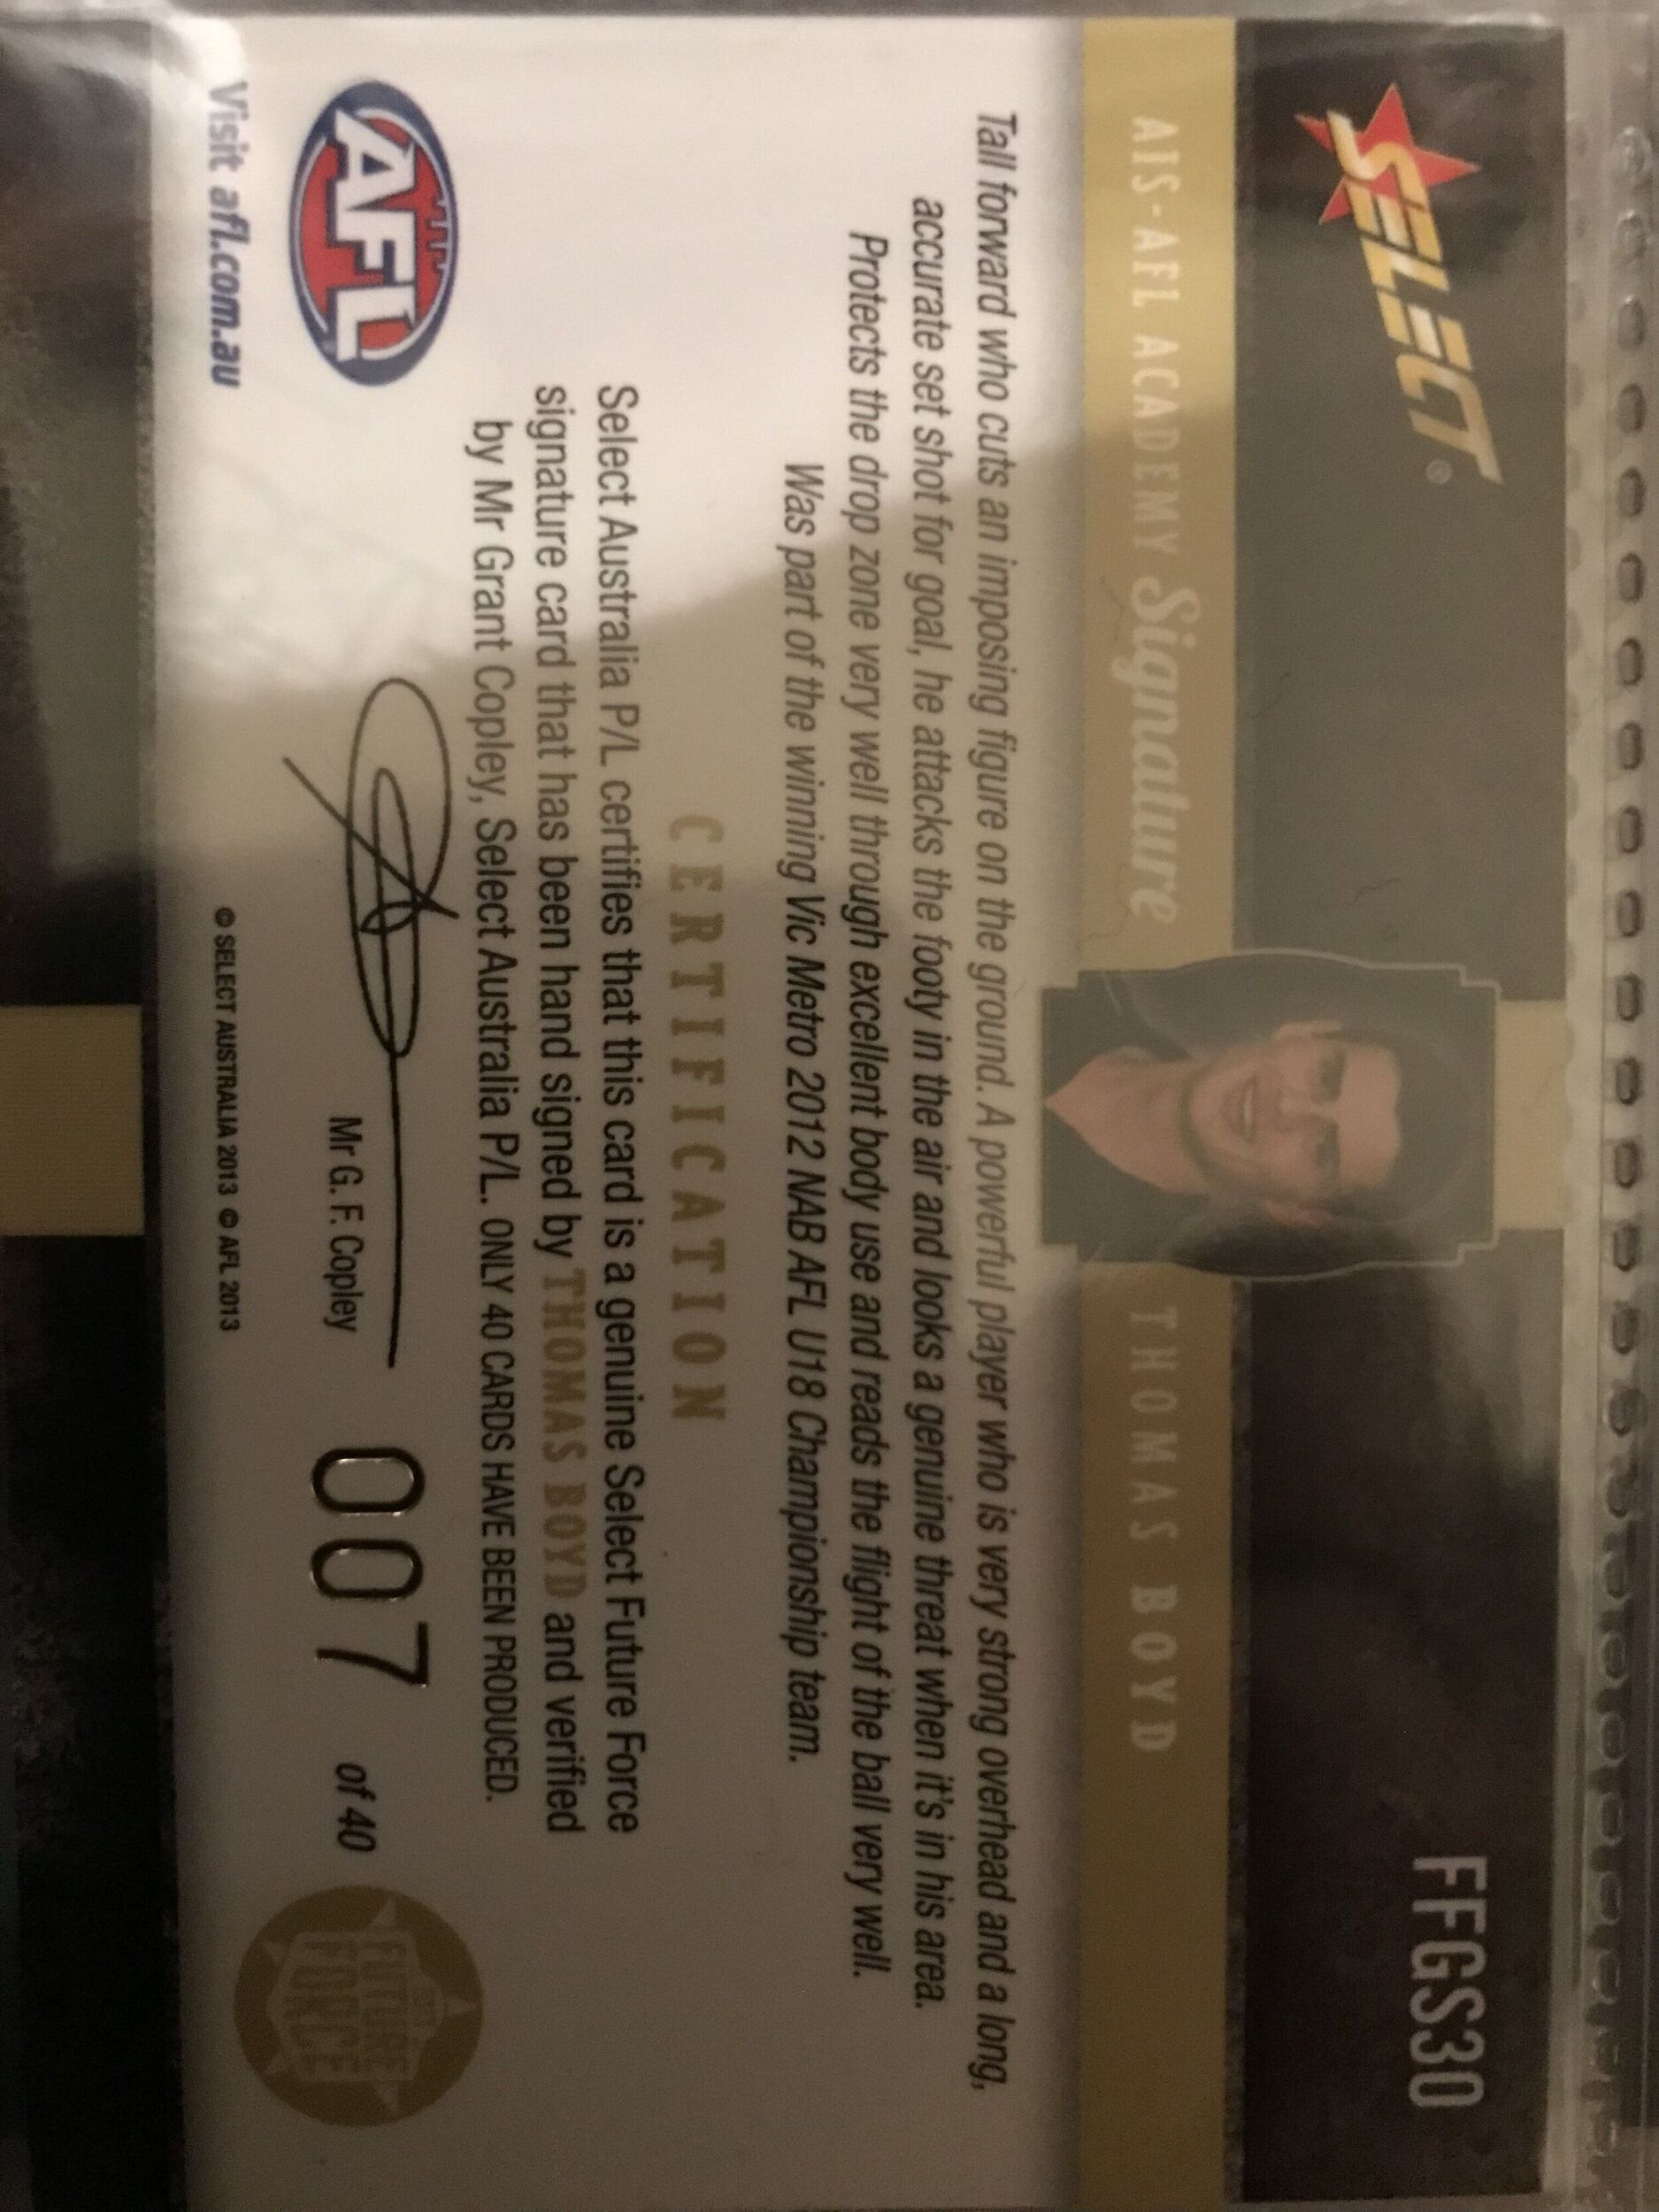 SELECT®
FFGS30
AIS-AFL ACADEMY Signature
THOMAS BOYD
Tall forward who cuts an imposing figure on the ground. A powerful player who is very strong overhead and a long,
accurate set shot for goal, he attacks the footy in the air and looks a genuine threat when it's in his area.
Protects the drop zone very well through excellent body use and reads the flight of the ball very well.
Was part of the winning Vic Metro 2012 NAB AFL U18 Championship team.
CERTIFICATION
Select Australia P/L certifies that this card is a genuine Select Future Force
signature card that has been hand signed by THOMAS BOYD and verified
by Mr Grant Copley, Select Australia P/L. ONLY 40 CARDS HAVE BEEN PRODUCED.
AFL
Mr G. F. Copley
007 of 40
FUTURE
FORCE
Visit afl.com.au
© SELECT AUSTRALIA 2013 © AFL 2013